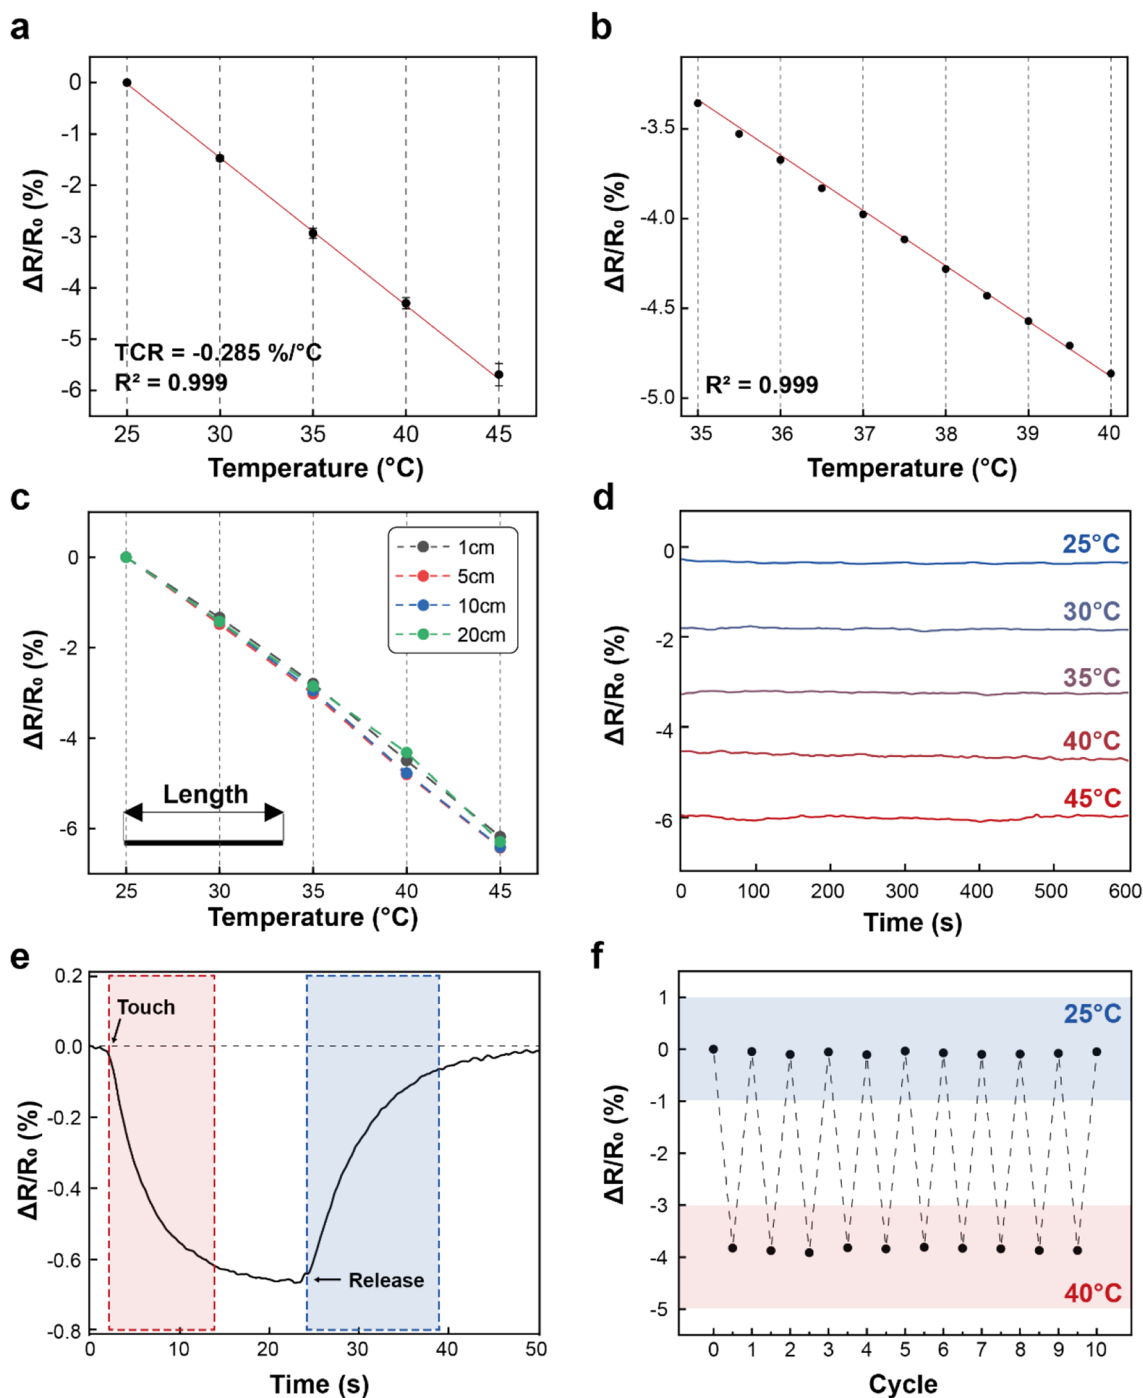 a
ΔR/R₀ (%)
0
-1
-2
-3
-4
-5
-6
TCR = -0.285 %/°C
R² = 0.999
25 30 35 40 45
Temperature (°C)
b
ΔR/R₀ (%)
-3.5
-4.0
-4.5
-5.0
R² = 0.999
35 36 37 38 39 40
Temperature (°C)
c
ΔR/R₀ (%)
0
-2
-4
-6
1cm
5cm
10cm
20cm
Length
25 30 35 40 45
Temperature (°C)
d
ΔR/R₀ (%)
0
-2
-4
-6
25°C
30°C
35°C
40°C
45°C
0 100 200 300 400 500 600
Time (s)
e
ΔR/R₀ (%)
0.2
0.0
-0.2
-0.4
-0.6
-0.8
Touch
Release
0 10 20 30 40 50
Time (s)
f
ΔR/R₀ (%)
1
0
-1
-2
-3
-4
-5
25°C
40°C
0 1 2 3 4 5 6 7 8 9 10
Cycle